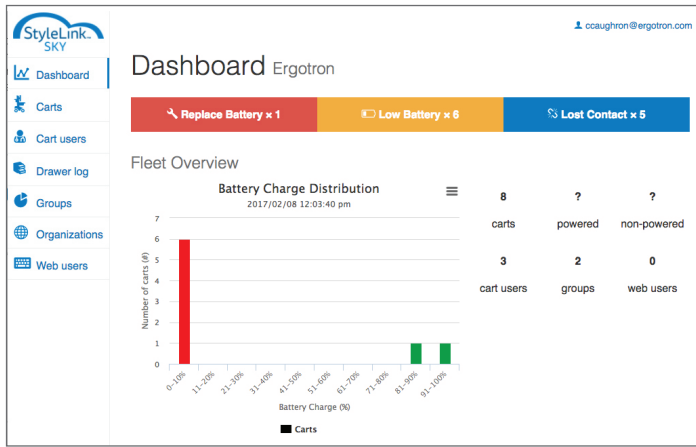 StyleLink™
SKY
ccaughron@ergotron.com
Dashboard
Carts
Cart users
Drawer log
Groups
Organizations
Web users
Dashboard Ergotron
Replace Battery × 1
Low Battery × 6
Lost Contact × 5
Fleet Overview
Battery Charge Distribution
2017/02/08 12:03:40 pm
Number of carts (#)
7
6
5
4
3
2
1
0
0-10%
11-20%
21-30%
31-40%
41-50%
51-60%
61-70%
71-80%
81-90%
91-100%
Battery Charge (%)
Carts
8 ? ?
carts powered non-powered
3 2 0
cart users groups web users